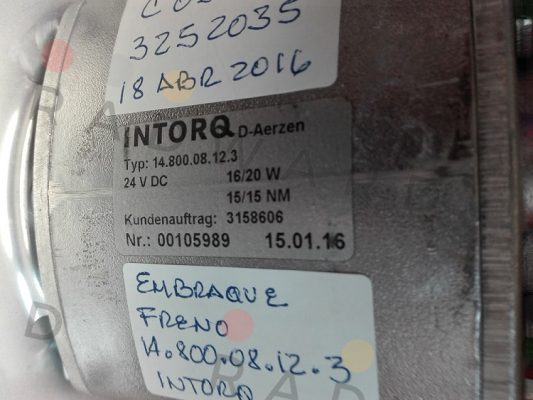 3252035
18 ABR 2016
INTORQ D-Aerzen
Typ: 14.800.08.12.3
24 V DC 16/20 W
15/15 NM
Kundenauftrag: 3158606
Nr.: 00105989 15.01.16
EMBRAQUE
FRENO
14.800.08.12.3
INTORQ